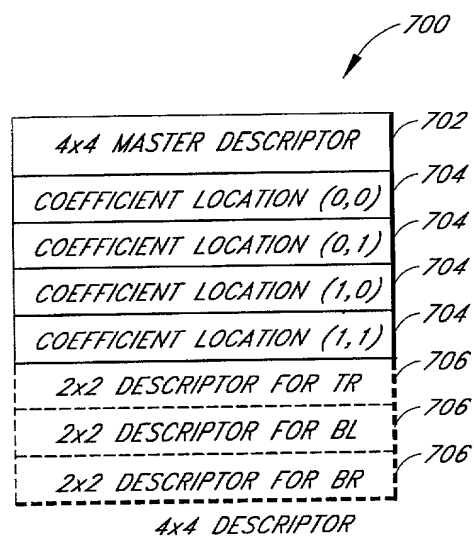 700
702
4x4 MASTER DESCRIPTOR
704
COEFFICIENT LOCATION (0,0)
704
COEFFICIENT LOCATION (0,1)
704
COEFFICIENT LOCATION (1,0)
704
COEFFICIENT LOCATION (1,1)
706
2x2 DESCRIPTOR FOR TR
706
2x2 DESCRIPTOR FOR BL
706
2x2 DESCRIPTOR FOR BR
4x4 DESCRIPTOR